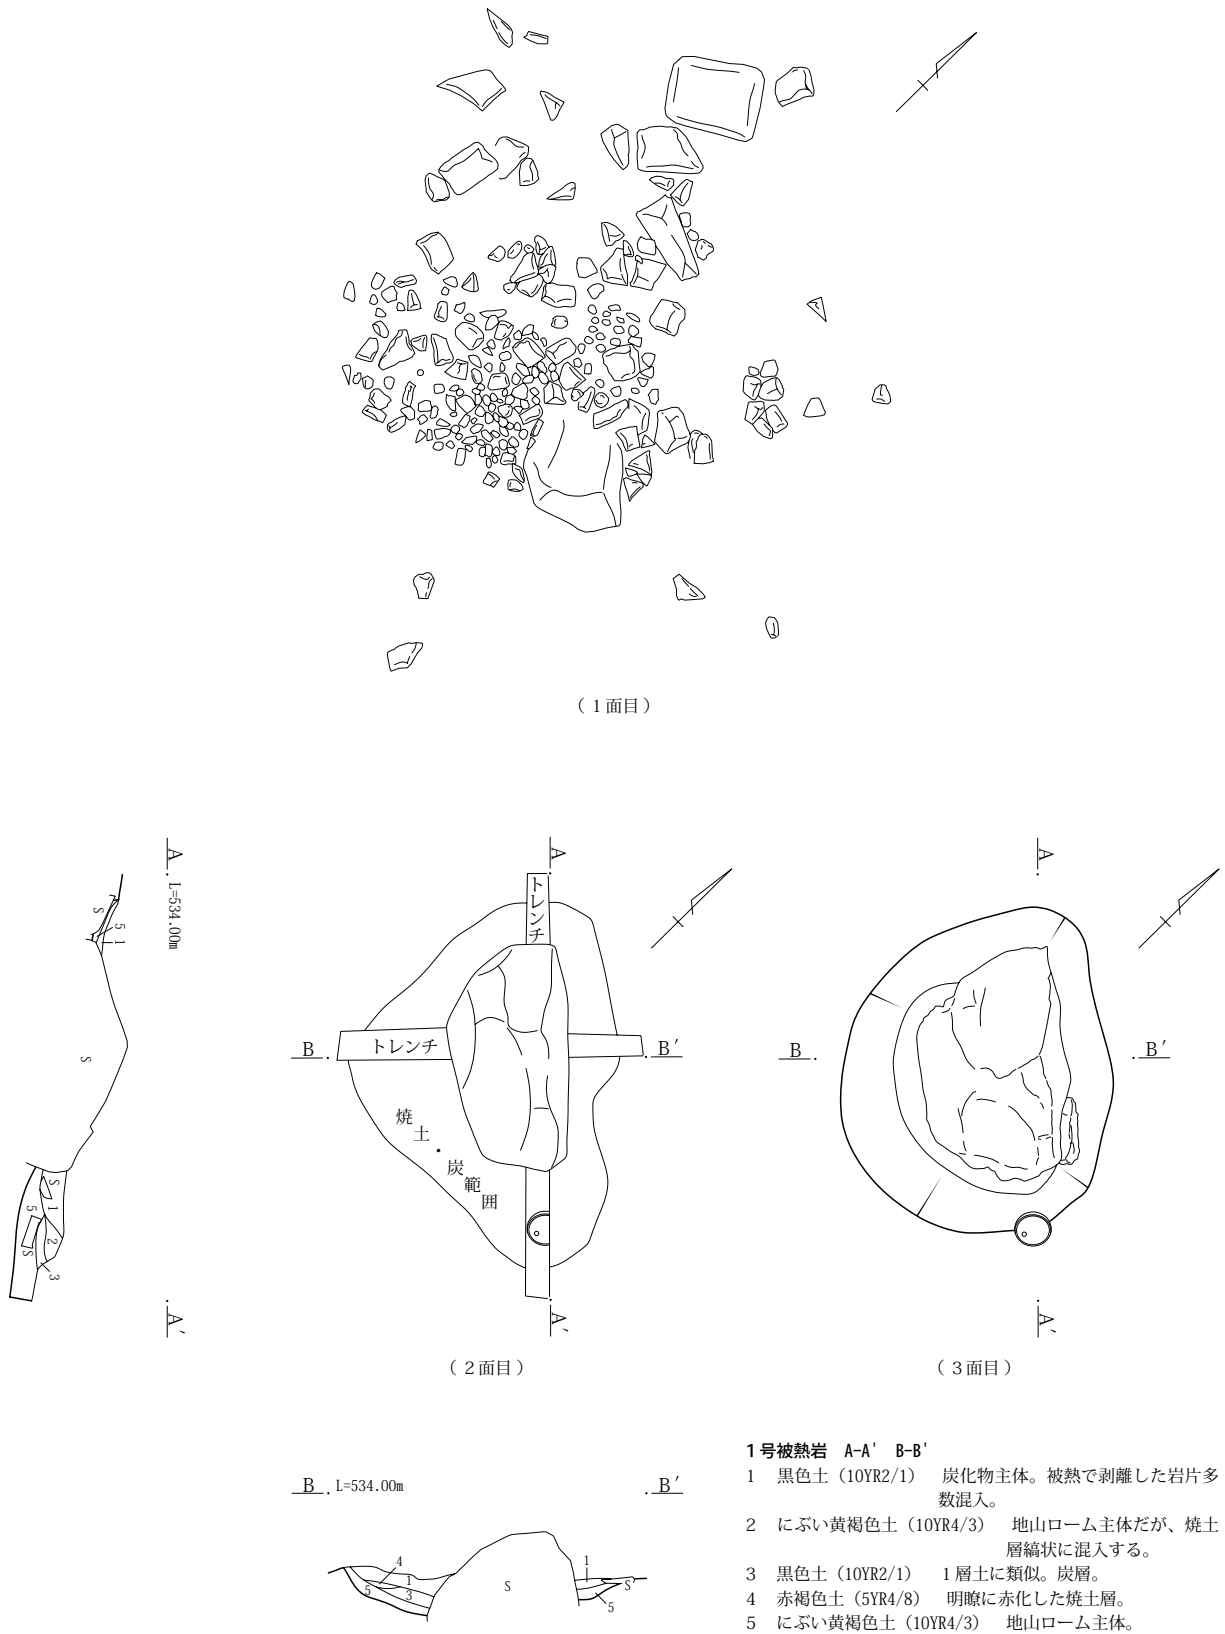 （１面目）
A
L=534.00m
S
5
1
S
S
1
5
S
2
3
A′
A
トレンチ
B
トレンチ
B′
焼土・炭範囲
A′
（２面目）
A
B
B′
A′
（３面目）
B
L=534.00m
B′
4
1
5
3
S
1
S
5
１号被熱岩　A-A'　B-B'
1　黒色土（10YR2/1）　炭化物主体。被熱で剥離した岩片多
数混入。
2　にぶい黄褐色土（10YR4/3）　地山ローム主体だが、焼土
層縞状に混入する。
3　黒色土（10YR2/1）　１層土に類似。炭層。
4　赤褐色土（5YR4/8）　明瞭に赤化した焼土層。
5　にぶい黄褐色土（10YR4/3）　地山ローム主体。